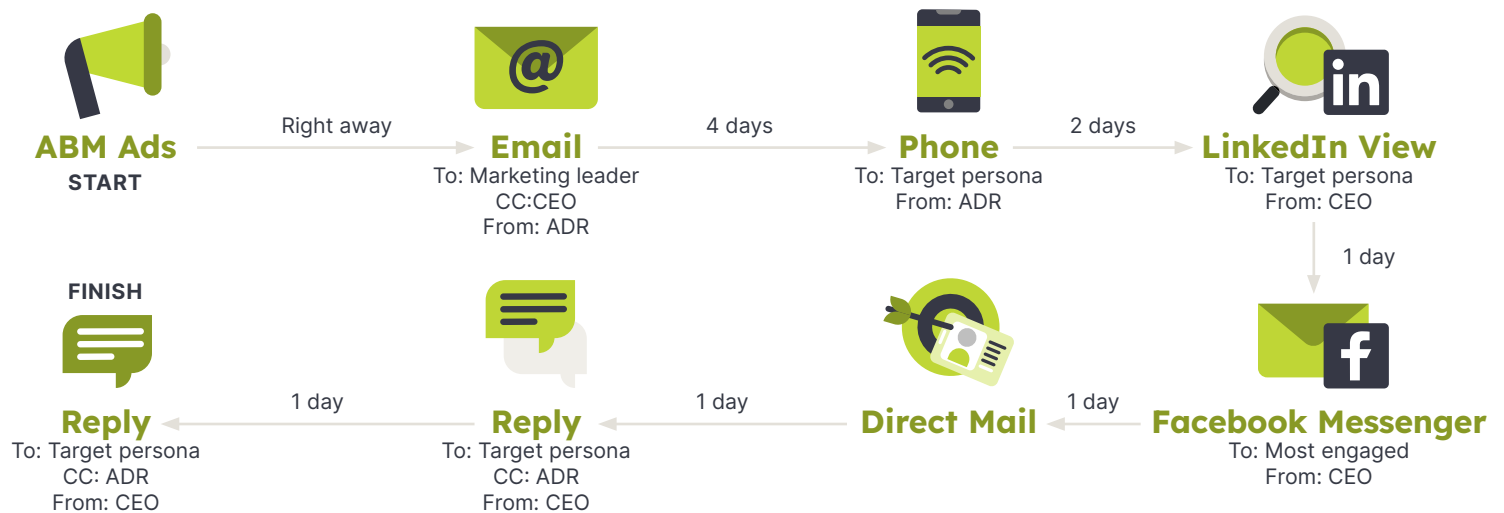 @
in
Right away
4 days
2 days
ABM Ads
START
Email
To: Marketing leader
CC:CEO
From: ADR
Phone
To: Target persona
From: ADR
LinkedIn View
To: Target persona
From: CEO
1 day
f
Facebook Messenger
To: Most engaged
From: CEO
1 day
Direct Mail
1 day
Reply
To: Target persona
CC: ADR
From: CEO
1 day
FINISH
Reply
To: Target persona
CC: ADR
From: CEO